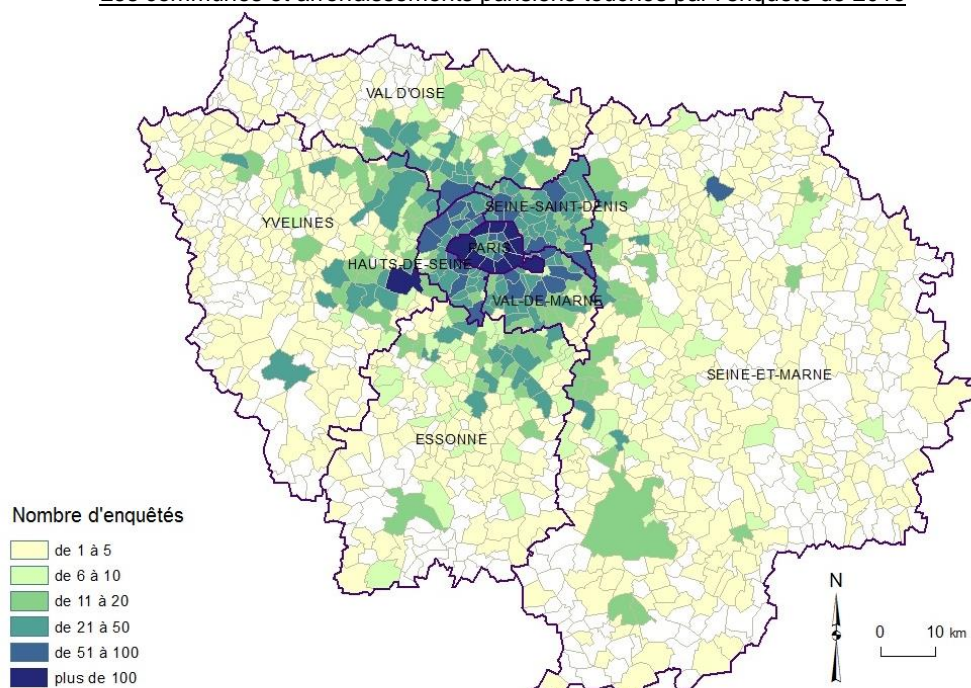 VAL D'OISE
SEINE-SAINT-DENIS
YVELINES
PARIS
HAUTS-DE-SEINE
VAL-DE-MARNE
SEINE-ET-MARNE
ESSONNE
Nombre d'enquêtés
de 1 à 5
de 6 à 10
de 11 à 20
de 21 à 50
de 51 à 100
plus de 100
N
0 10 km